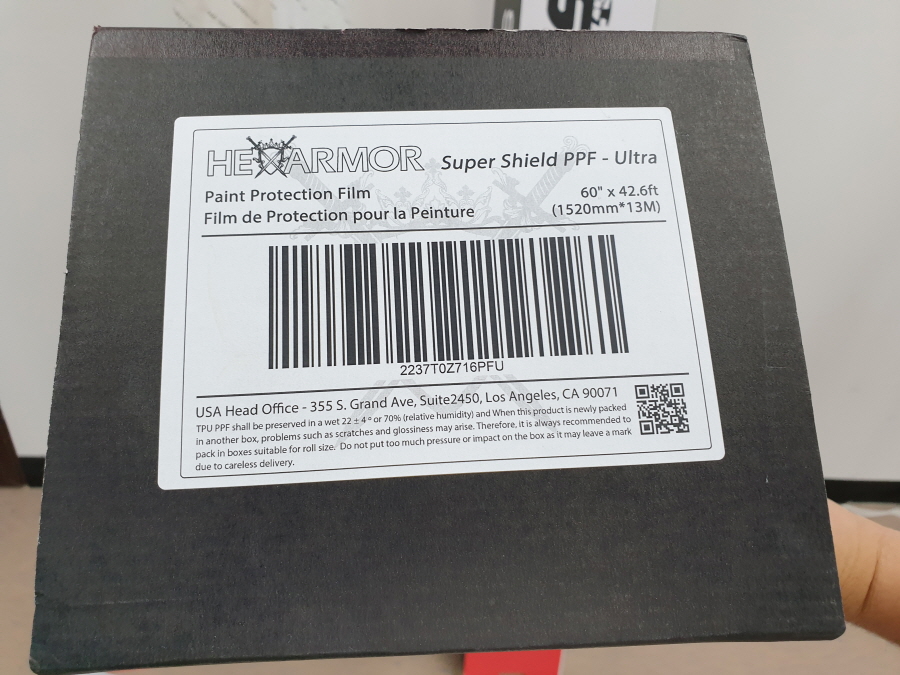 HEXARMOR Super Shield PPF - Ultra
Paint Protection Film 60" x 42.6ft
Film de Protection pour la Peinture (1520mm*13M)
2237T0Z716PFU
USA Head Office - 355 S. Grand Ave, Suite2450, Los Angeles, CA 90071
TPU PPF shall be preserved in a wet 22 ± 4 ° or 70% (relative humidity) and When this product is newly packed
in another box, problems such as scratches and glossiness may arise. Therefore, it is always recommended to
pack in boxes suitable for roll size. Do not put too much pressure or impact on the box as it may leave a mark
due to careless delivery.